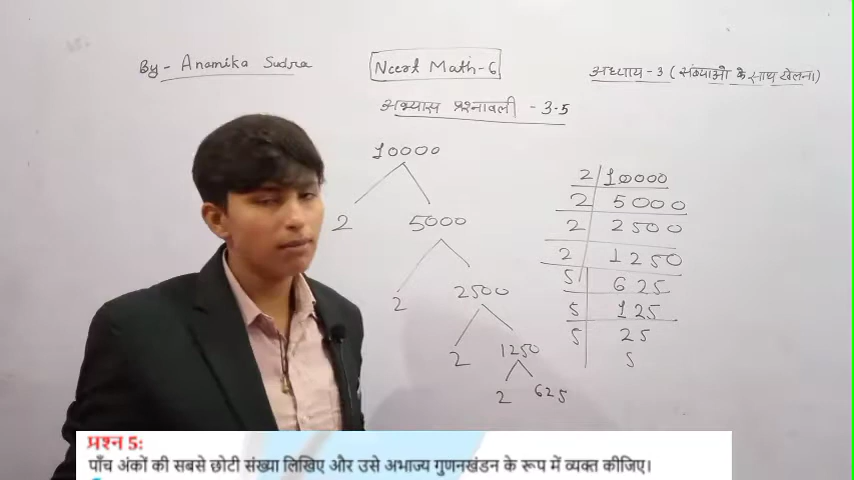 By- Anamika Sudra
Ncert Math-6
अध्याय-3 (संख्याओ के साथ खेलना)
अभ्यास प्रश्नावली -3.5
10000
2 5000
2 2500
2 1250
2 625
2 10000
2 5000
2 2500
2 1250
5 625
5 125
5 25
5
प्रश्न 5:
पाँच अंकों की सबसे छोटी संख्या लिखिए और उसे अभाज्य गुणनखंडन के रूप में व्यक्त कीजिए।